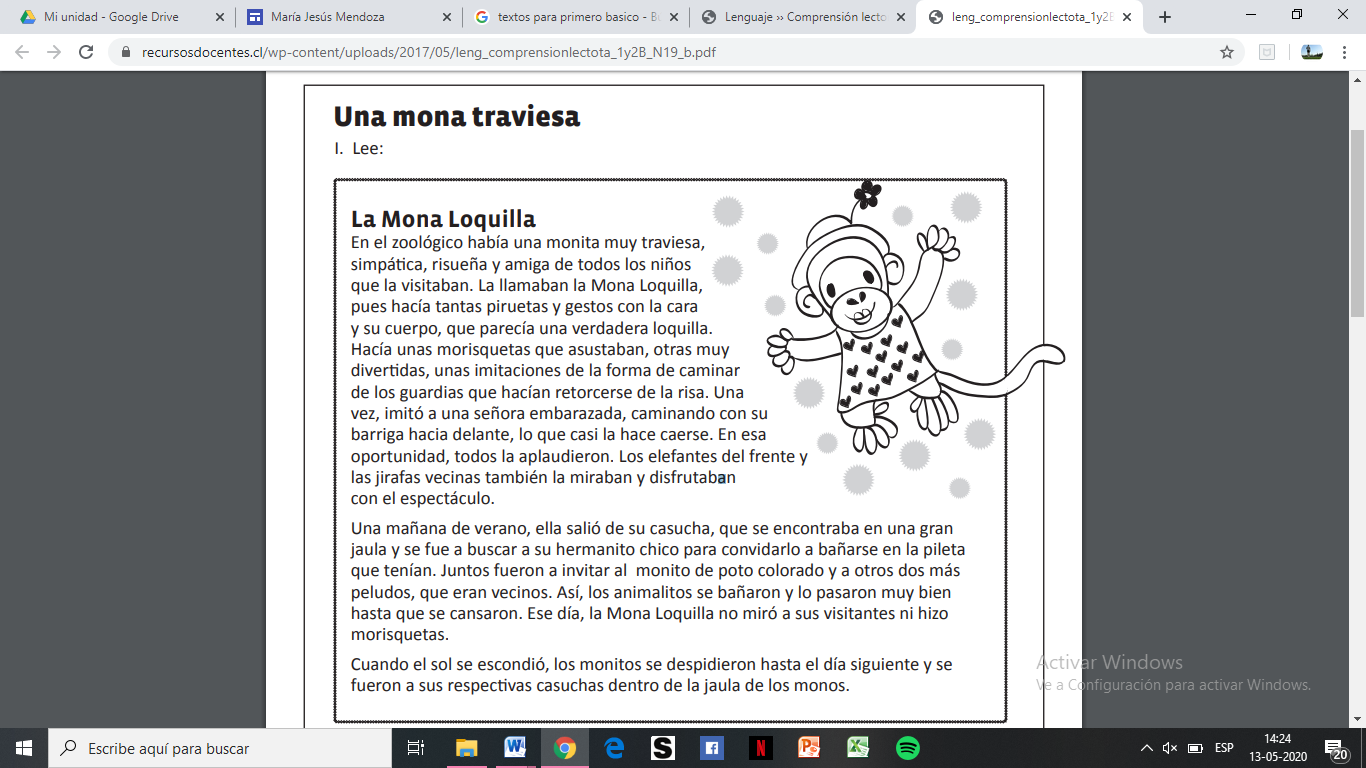 Mi unidad - Google Drive
María Jesús Mendoza
textos para primero basico - Bu
Lenguaje ›› Comprensión lecto
leng_comprensionlectota_1y2B
recursosdocentes.cl/wp-content/uploads/2017/05/leng_comprensionlectota_1y2B_N19_b.pdf
Una mona traviesa
I. Lee:
La Mona Loquilla
En el zoológico había una monita muy traviesa,
simpática, risueña y amiga de todos los niños
que la visitaban. La llamaban la Mona Loquilla,
pues hacía tantas piruetas y gestos con la cara
y su cuerpo, que parecía una verdadera loquilla.
Hacía unas morisquetas que asustaban, otras muy
divertidas, unas imitaciones de la forma de caminar
de los guardias que hacían retorcerse de la risa. Una
vez, imitó a una señora embarazada, caminando con su
barriga hacia delante, lo que casi la hace caerse. En esa
oportunidad, todos la aplaudieron. Los elefantes del frente y
las jirafas vecinas también la miraban y disfrutaban
con el espectáculo.
Una mañana de verano, ella salió de su casucha, que se encontraba en una gran
jaula y se fue a buscar a su hermanito chico para convidarlo a bañarse en la pileta
que tenían. Juntos fueron a invitar al monito de poto colorado y a otros dos más
peludos, que eran vecinos. Así, los animalitos se bañaron y lo pasaron muy bien
hasta que se cansaron. Ese día, la Mona Loquilla no miró a sus visitantes ni hizo
morisquetas.
Cuando el sol se escondió, los monitos se despidieron hasta el día siguiente y se
fueron a sus respectivas casuchas dentro de la jaula de los monos.
Activar Windows
Ve a Configuración para activar Windows.
Escribe aquí para buscar
ESP
14:24
13-05-2020
20